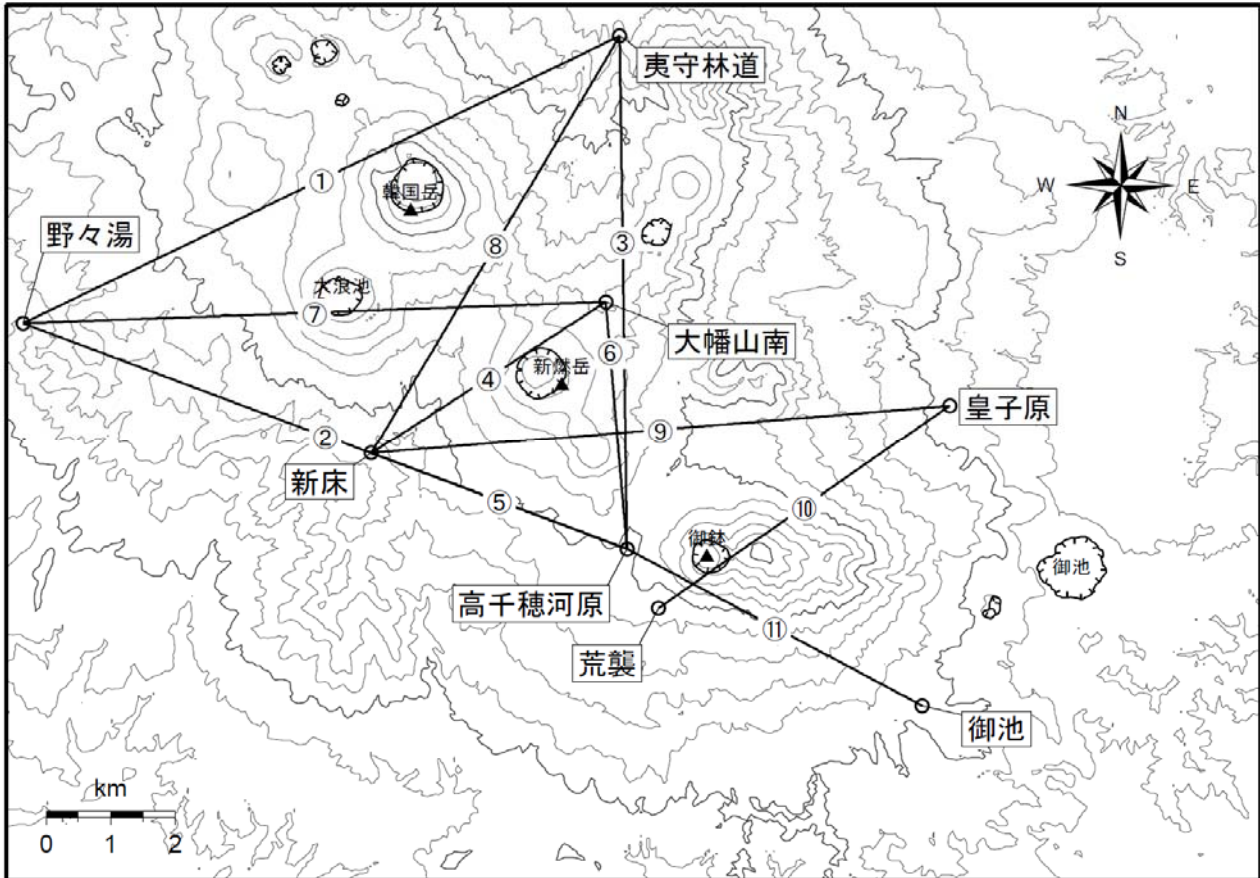 夷守林道
N
W
E
S
①
韓国岳
野々湯
⑧
③
大浪池
⑦
大幡山南
⑥
新燃岳
④
皇子原
⑨
②
新床
⑤
⑩
御鉢
御池
高千穂河原
⑪
荒襲
御池
km
0 1 2